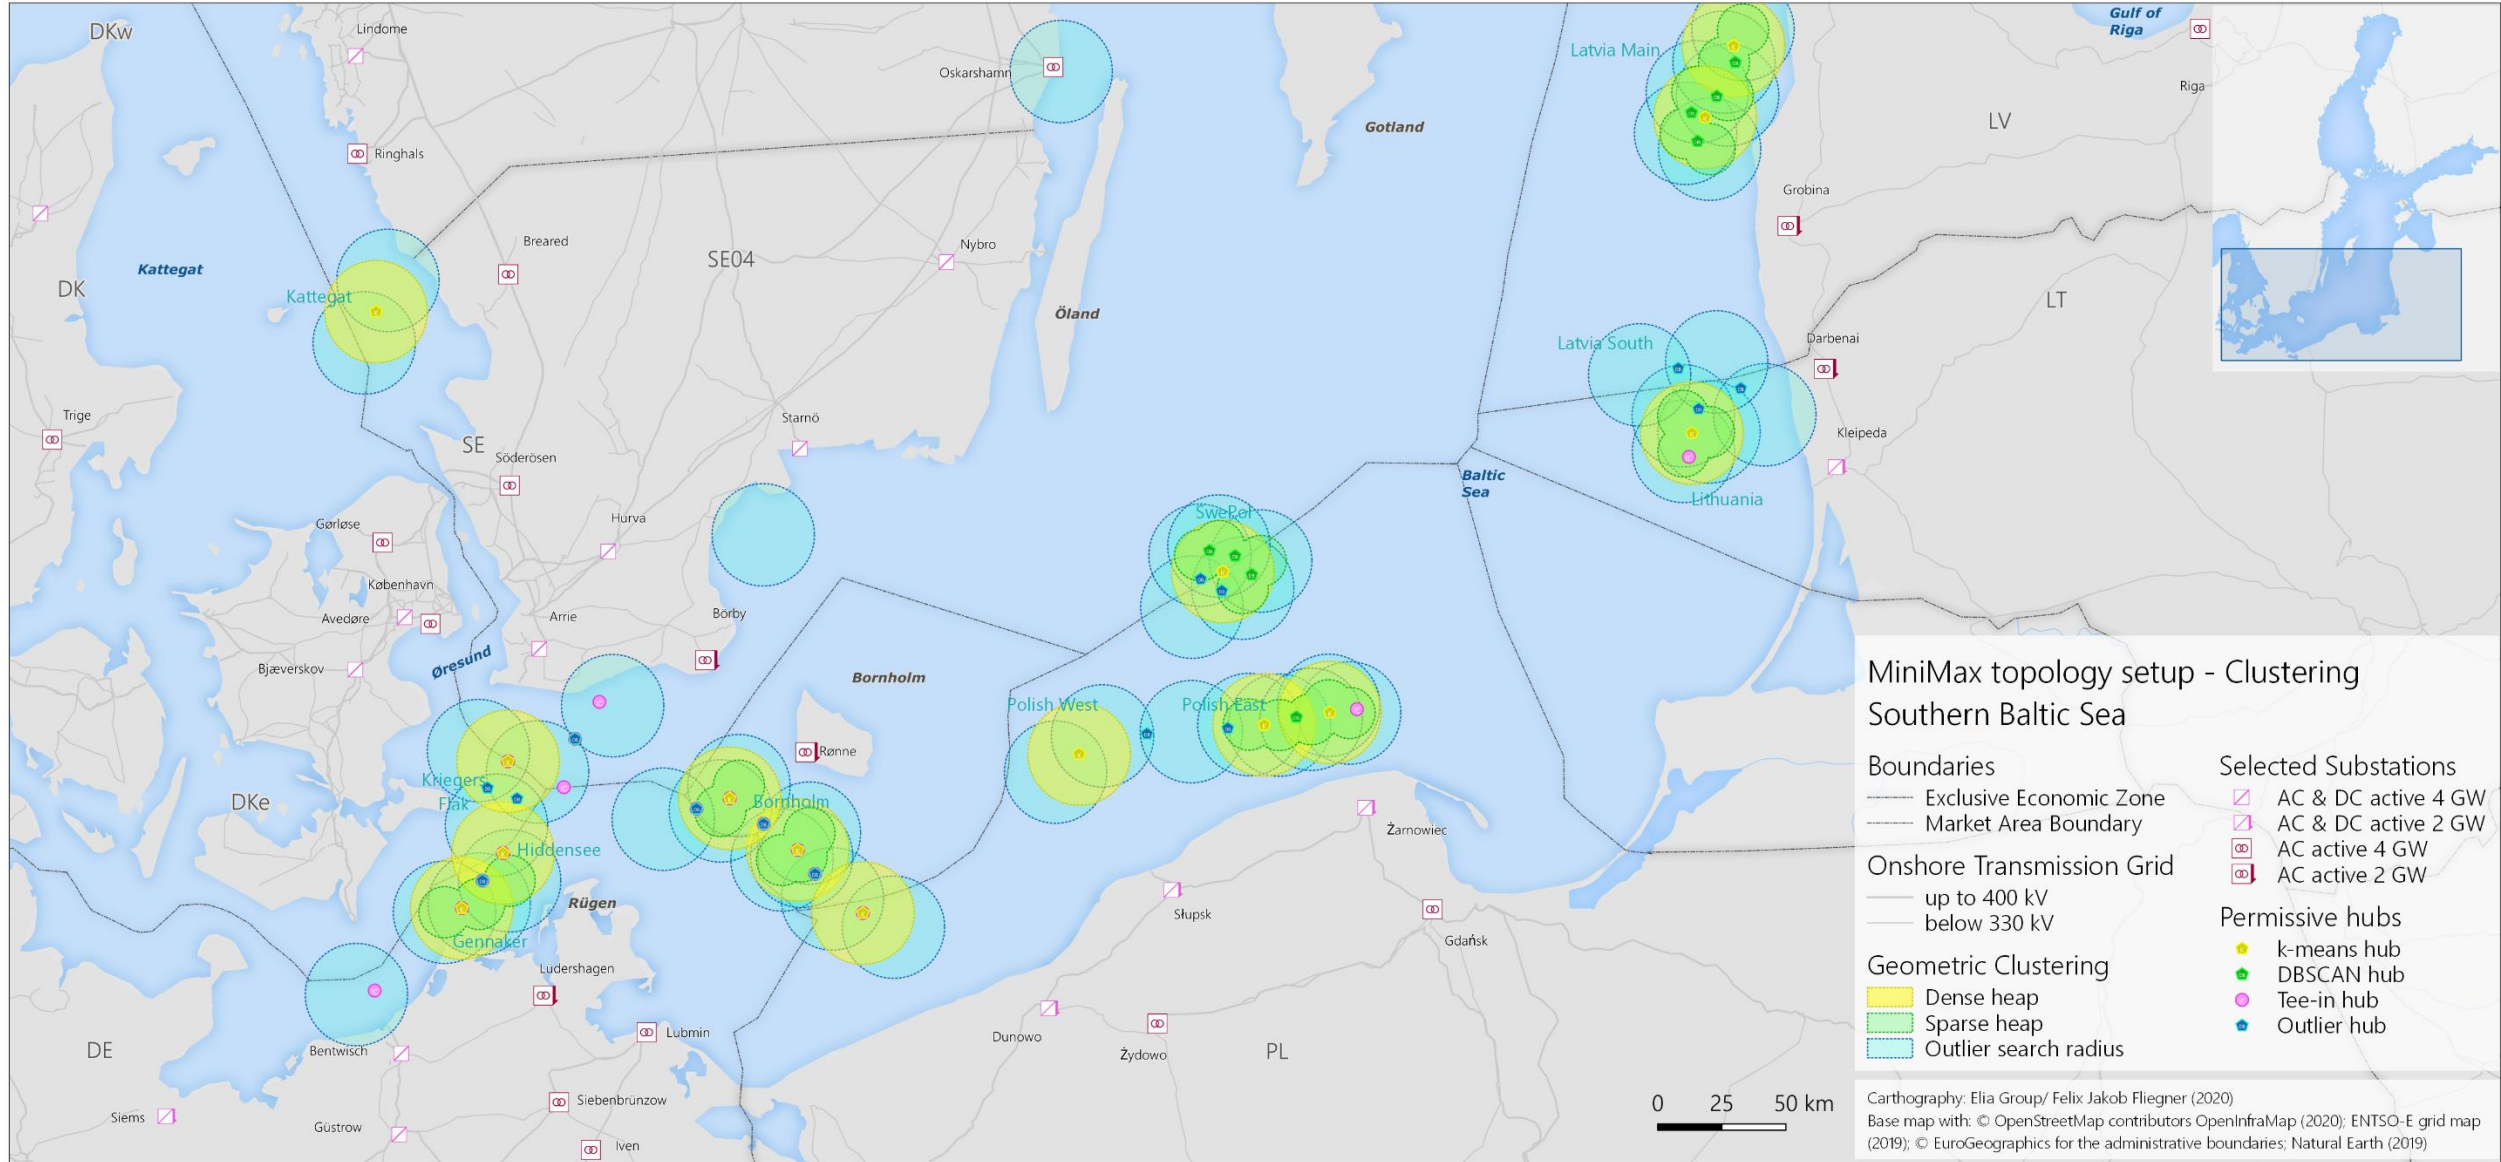 DKw
Lindome
Oskarshamn
Latvia Main
Gulf of
Riga
Riga
Gotland
LV
Ringhals
Grobina
Breared
Nybro
SE04
Kattegat
DK
Kattegat
Öland
LT
Latvia South
Darbenai
Trige
Starnö
Kleipeda
SE
Söderösen
Baltic
Sea
Lithuania
Gørløse
Hurva
SwePol
København
Avedøre
Arrie
Börby
Bjæverskov
Øresund
Bornholm
Polish West
Polish East
Rønne
Kriegers
Flak
DKe
Bornholm
Żarnowiec
Hiddensee
Rügen
Słupsk
Gdańsk
Gennaker
Lüdershagen
Lubmin
Dunowo
Żydowo
PL
DE
Bentwisch
Siems
Güstrow
Siebenbrünzow
Iven
0 25 50 km
MiniMax topology setup - Clustering
Southern Baltic Sea
Boundaries
Exclusive Economic Zone
Market Area Boundary
Onshore Transmission Grid
up to 400 kV
below 330 kV
Geometric Clustering
Dense heap
Sparse heap
Outlier search radius
Selected Substations
AC & DC active 4 GW
AC & DC active 2 GW
AC active 4 GW
AC active 2 GW
Permissive hubs
k-means hub
DBSCAN hub
Tee-in hub
Outlier hub
Carthography: Elia Group/ Felix Jakob Fliegner (2020)
Base map with: © OpenStreetMap contributors OpenInfraMap (2020); ENTSO-E grid map
(2019); © EuroGeographics for the administrative boundaries; Natural Earth (2019)